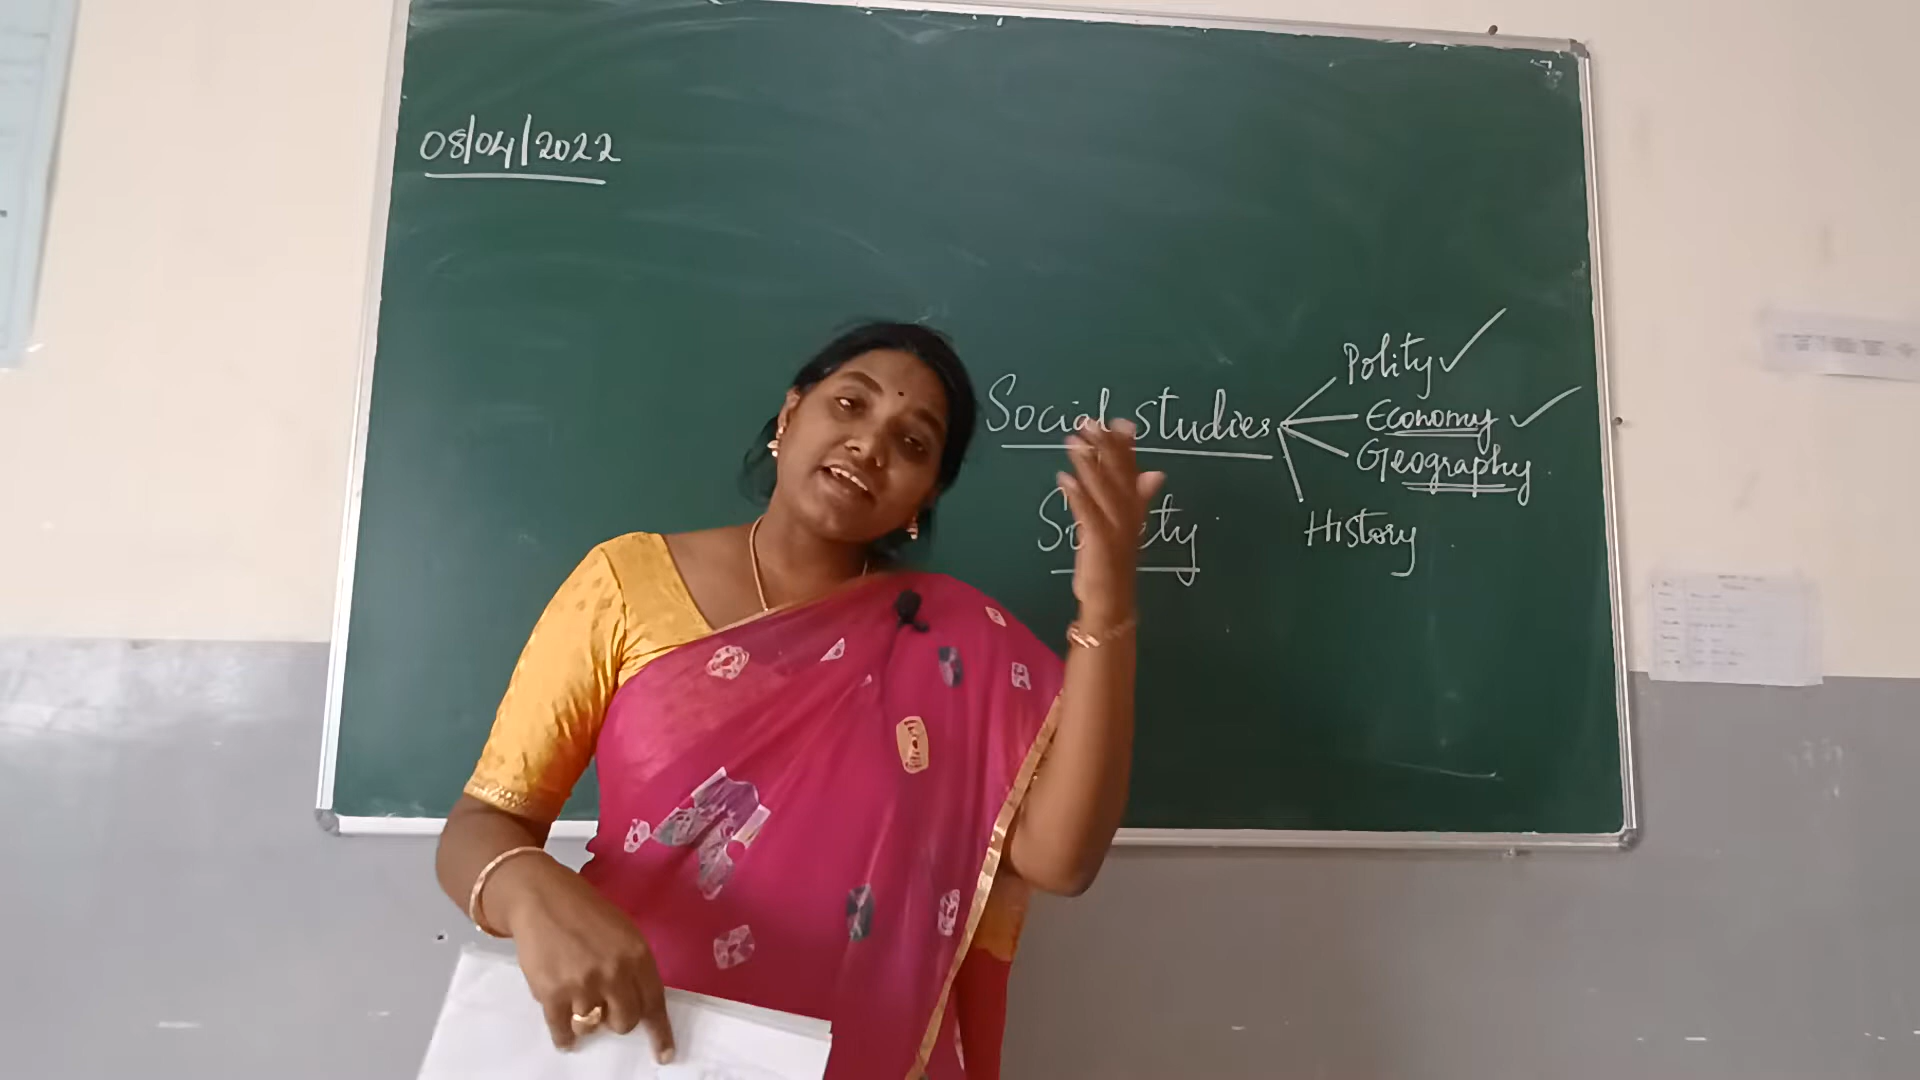 08/04/2022
Social studies
Polity ✓
Economy ✓
Geography
History